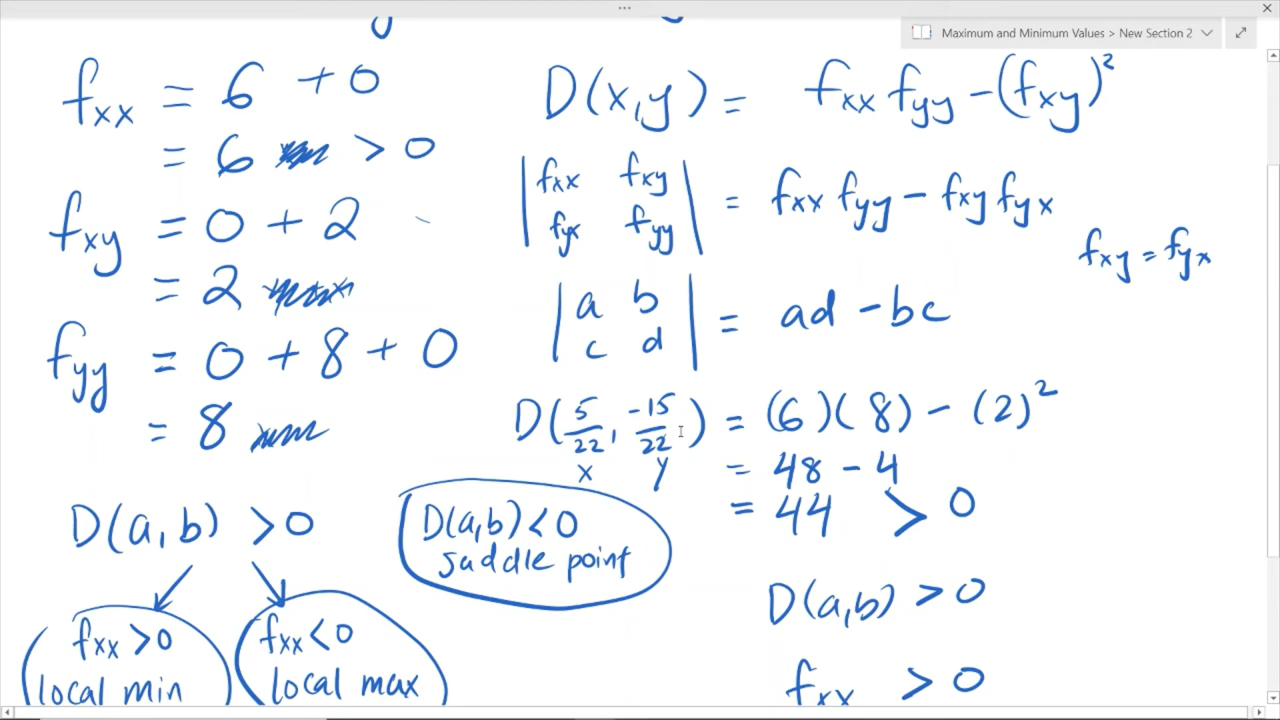 Maximum and Minimum Values > New Section 2
fxx = 6 + 0
= 6 > 0
fxy = 0 + 2
= 2
fyy = 0 + 8 + 0
= 8
D(a,b) > 0
fxx > 0
local min
fxx < 0
local max
D(a,b) < 0
saddle point
D(x,y) = fxx fyy - (fxy)²
| fxx fxy |
| fyx fyy | = fxx fyy - fxy fyx
fxy = fyx
| a b |
| c d | = ad - bc
D(5/22, -15/22) = (6)(8) - (2)²
x y
= 48 - 4
= 44 > 0
D(a,b) > 0
fxx > 0